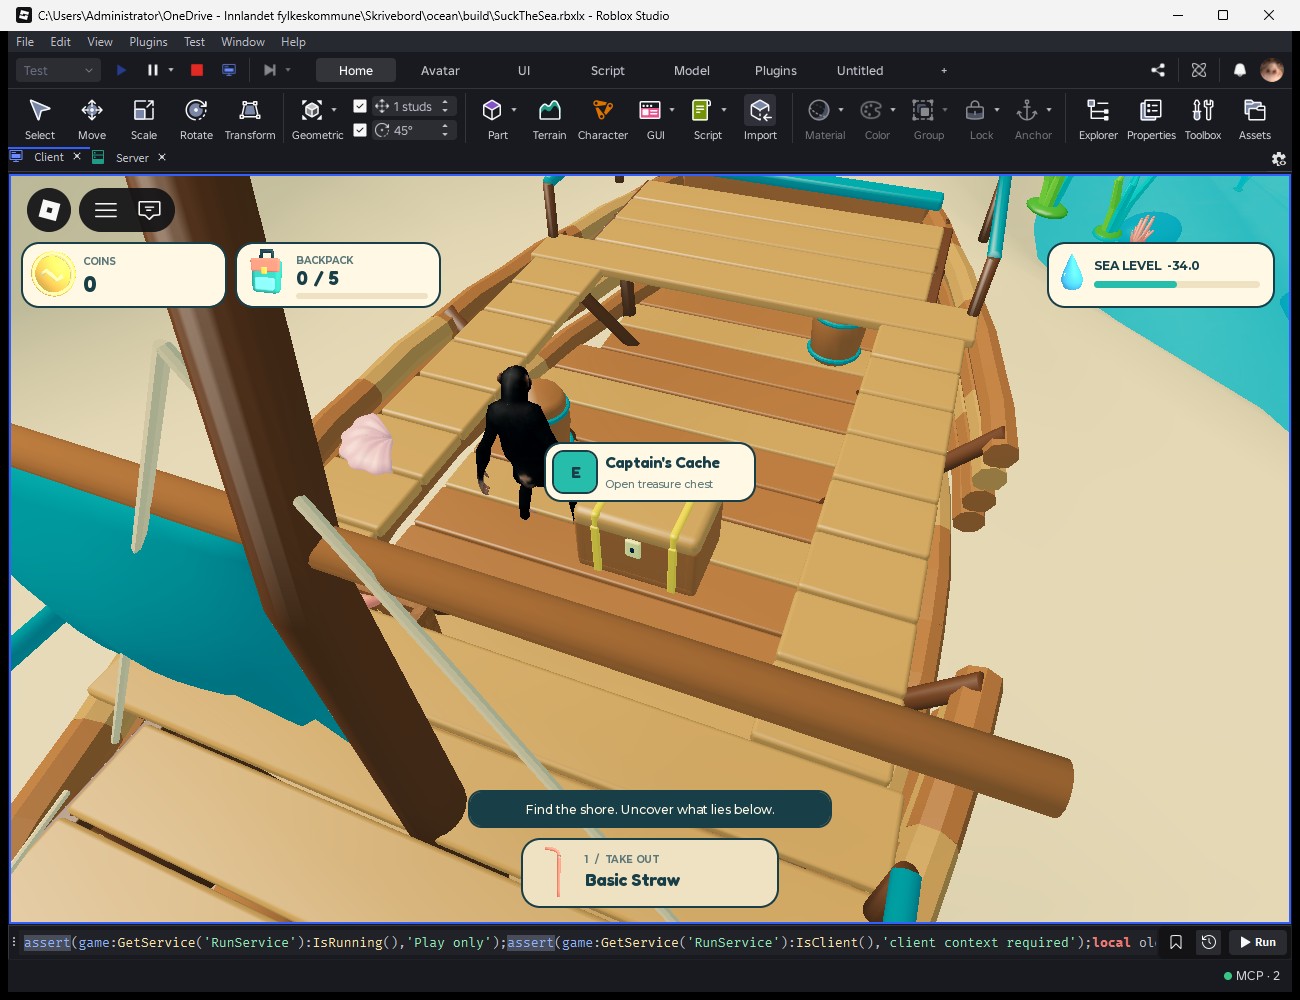 C:\Users\Administrator\OneDrive - Innlandet fylkeskommune\Skrivebord\ocean\build\SuckTheSea.rbxlx - Roblox Studio
File Edit View Plugins Test Window Help
Test Home Avatar UI Script Model Plugins Untitled +
1 studs
45°
Select Move Scale Rotate Transform Geometric Part Terrain Character GUI Script Import Material Color Group Lock Anchor Explorer Properties Toolbox Assets
Client Server
COINS
0
BACKPACK
0 / 5
SEA LEVEL -34.0
E
Captain's Cache
Open treasure chest
Find the shore. Uncover what lies below.
1 / TAKE OUT
Basic Straw
assert(game:GetService('RunService'):IsRunning(),'Play only');assert(game:GetService('RunService'):IsClient(),'client context required');local
Run
MCP · 2